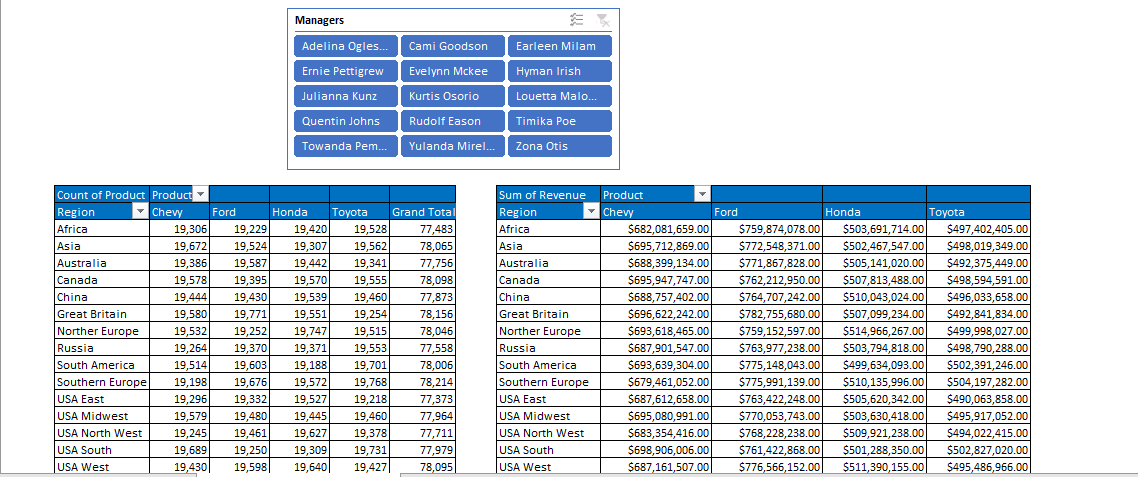 Managers
Adelina Ogles... Cami Goodson Earleen Milam
Ernie Pettigrew Evelynn Mckee Hyman Irish
Julianna Kunz Kurtis Osorio Louetta Malo...
Quentin Johns Rudolf Eason Timika Poe
Towanda Pem... Yulanda Mirel... Zona Otis
Count of Product Product
Region Chevy Ford Honda Toyota Grand Total
Africa 19,306 19,229 19,420 19,528 77,483
Asia 19,672 19,524 19,307 19,562 78,065
Australia 19,386 19,587 19,442 19,341 77,756
Canada 19,578 19,395 19,570 19,555 78,098
China 19,444 19,430 19,539 19,460 77,873
Great Britain 19,580 19,771 19,551 19,254 78,156
Norther Europe 19,532 19,252 19,747 19,515 78,046
Russia 19,264 19,370 19,371 19,553 77,558
South America 19,514 19,603 19,188 19,701 78,006
Southern Europe 19,198 19,676 19,572 19,768 78,214
USA East 19,296 19,332 19,527 19,218 77,373
USA Midwest 19,579 19,480 19,445 19,460 77,964
USA North West 19,245 19,461 19,627 19,378 77,711
USA South 19,689 19,250 19,309 19,731 77,979
USA West 19,430 19,598 19,640 19,427 78,095
Sum of Revenue Product
Region Chevy Ford Honda Toyota
Africa $682,081,659.00 $759,874,078.00 $503,691,714.00 $497,402,405.00
Asia $695,712,869.00 $772,548,371.00 $502,467,547.00 $498,019,349.00
Australia $688,399,134.00 $771,867,828.00 $505,141,020.00 $492,375,449.00
Canada $695,947,747.00 $762,212,950.00 $507,813,488.00 $498,594,591.00
China $688,757,402.00 $764,707,242.00 $510,043,024.00 $496,033,658.00
Great Britain $696,622,242.00 $782,755,680.00 $507,099,234.00 $492,841,834.00
Norther Europe $693,618,465.00 $759,152,597.00 $514,966,267.00 $499,998,027.00
Russia $687,901,547.00 $763,977,238.00 $503,794,818.00 $498,790,288.00
South America $693,639,304.00 $775,148,043.00 $499,634,093.00 $502,391,246.00
Southern Europe $679,461,052.00 $775,991,139.00 $510,135,996.00 $504,197,282.00
USA East $687,612,658.00 $763,422,248.00 $505,620,342.00 $490,063,858.00
USA Midwest $695,080,991.00 $770,053,743.00 $503,630,418.00 $495,917,052.00
USA North West $683,354,416.00 $768,228,238.00 $509,921,238.00 $494,022,415.00
USA South $698,906,006.00 $761,422,868.00 $501,288,350.00 $502,827,020.00
USA West $687,161,507.00 $776,566,152.00 $511,390,155.00 $495,486,966.00